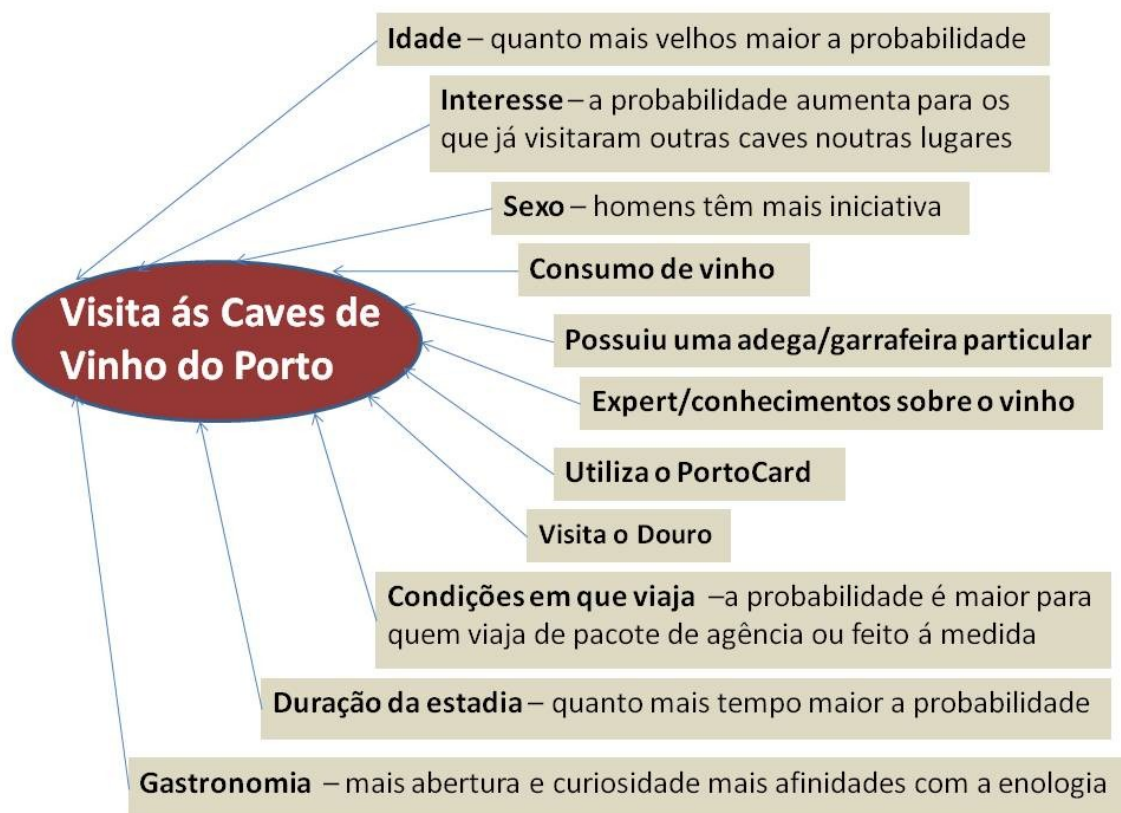 Idade – quanto mais velhos maior a probabilidade
Interesse – a probabilidade aumenta para os
que já visitaram outras caves noutras lugares
Sexo – homens têm mais iniciativa
Consumo de vinho
Visita ás Caves de
Vinho do Porto
Possuiu uma adega/garrafeira particular
Expert/conhecimentos sobre o vinho
Utiliza o PortoCard
Visita o Douro
Condições em que viaja –a probabilidade é maior para
quem viaja de pacote de agência ou feito á medida
Duração da estadia – quanto mais tempo maior a probabilidade
Gastronomia – mais abertura e curiosidade mais afinidades com a enologia